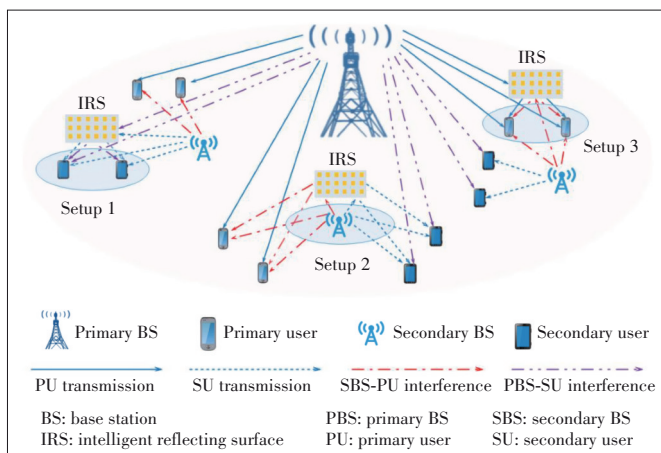 IRS
IRS
Setup 3
IRS
Setup 1
Setup 2
Primary BS Primary user Secondary BS Secondary user
PU transmission SU transmission SBS-PU interference PBS-SU interference
BS: base station PBS: primary BS SBS: secondary BS
IRS: intelligent reflecting surface PU: primary user SU: secondary user